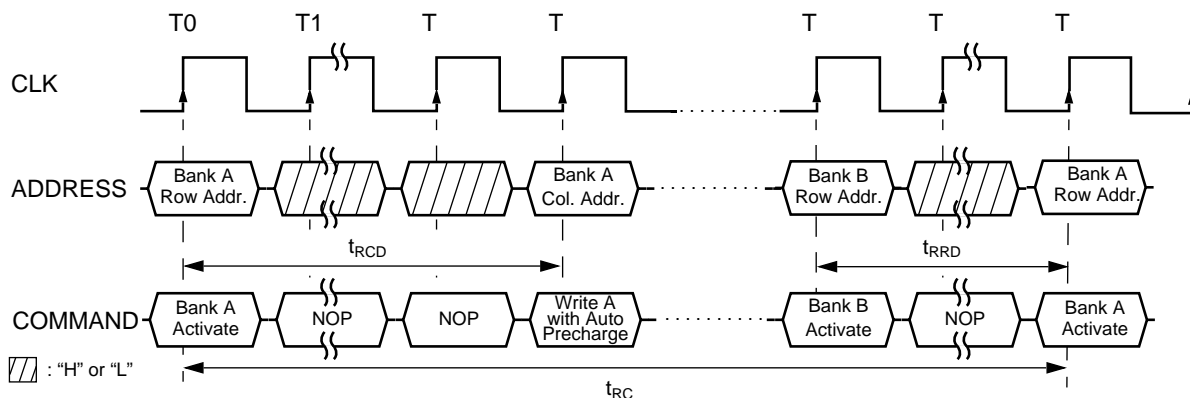 T0 T1 T T T T T
CLK
ADDRESS
Bank A
Row Addr.
Bank A
Col. Addr.
Bank B
Row Addr.
Bank A
Row Addr.
tRCD
tRRD
COMMAND
Bank A
Activate
NOP
NOP
Write A
with Auto
Precharge
Bank B
Activate
NOP
Bank A
Activate
: “H” or “L”
tRC